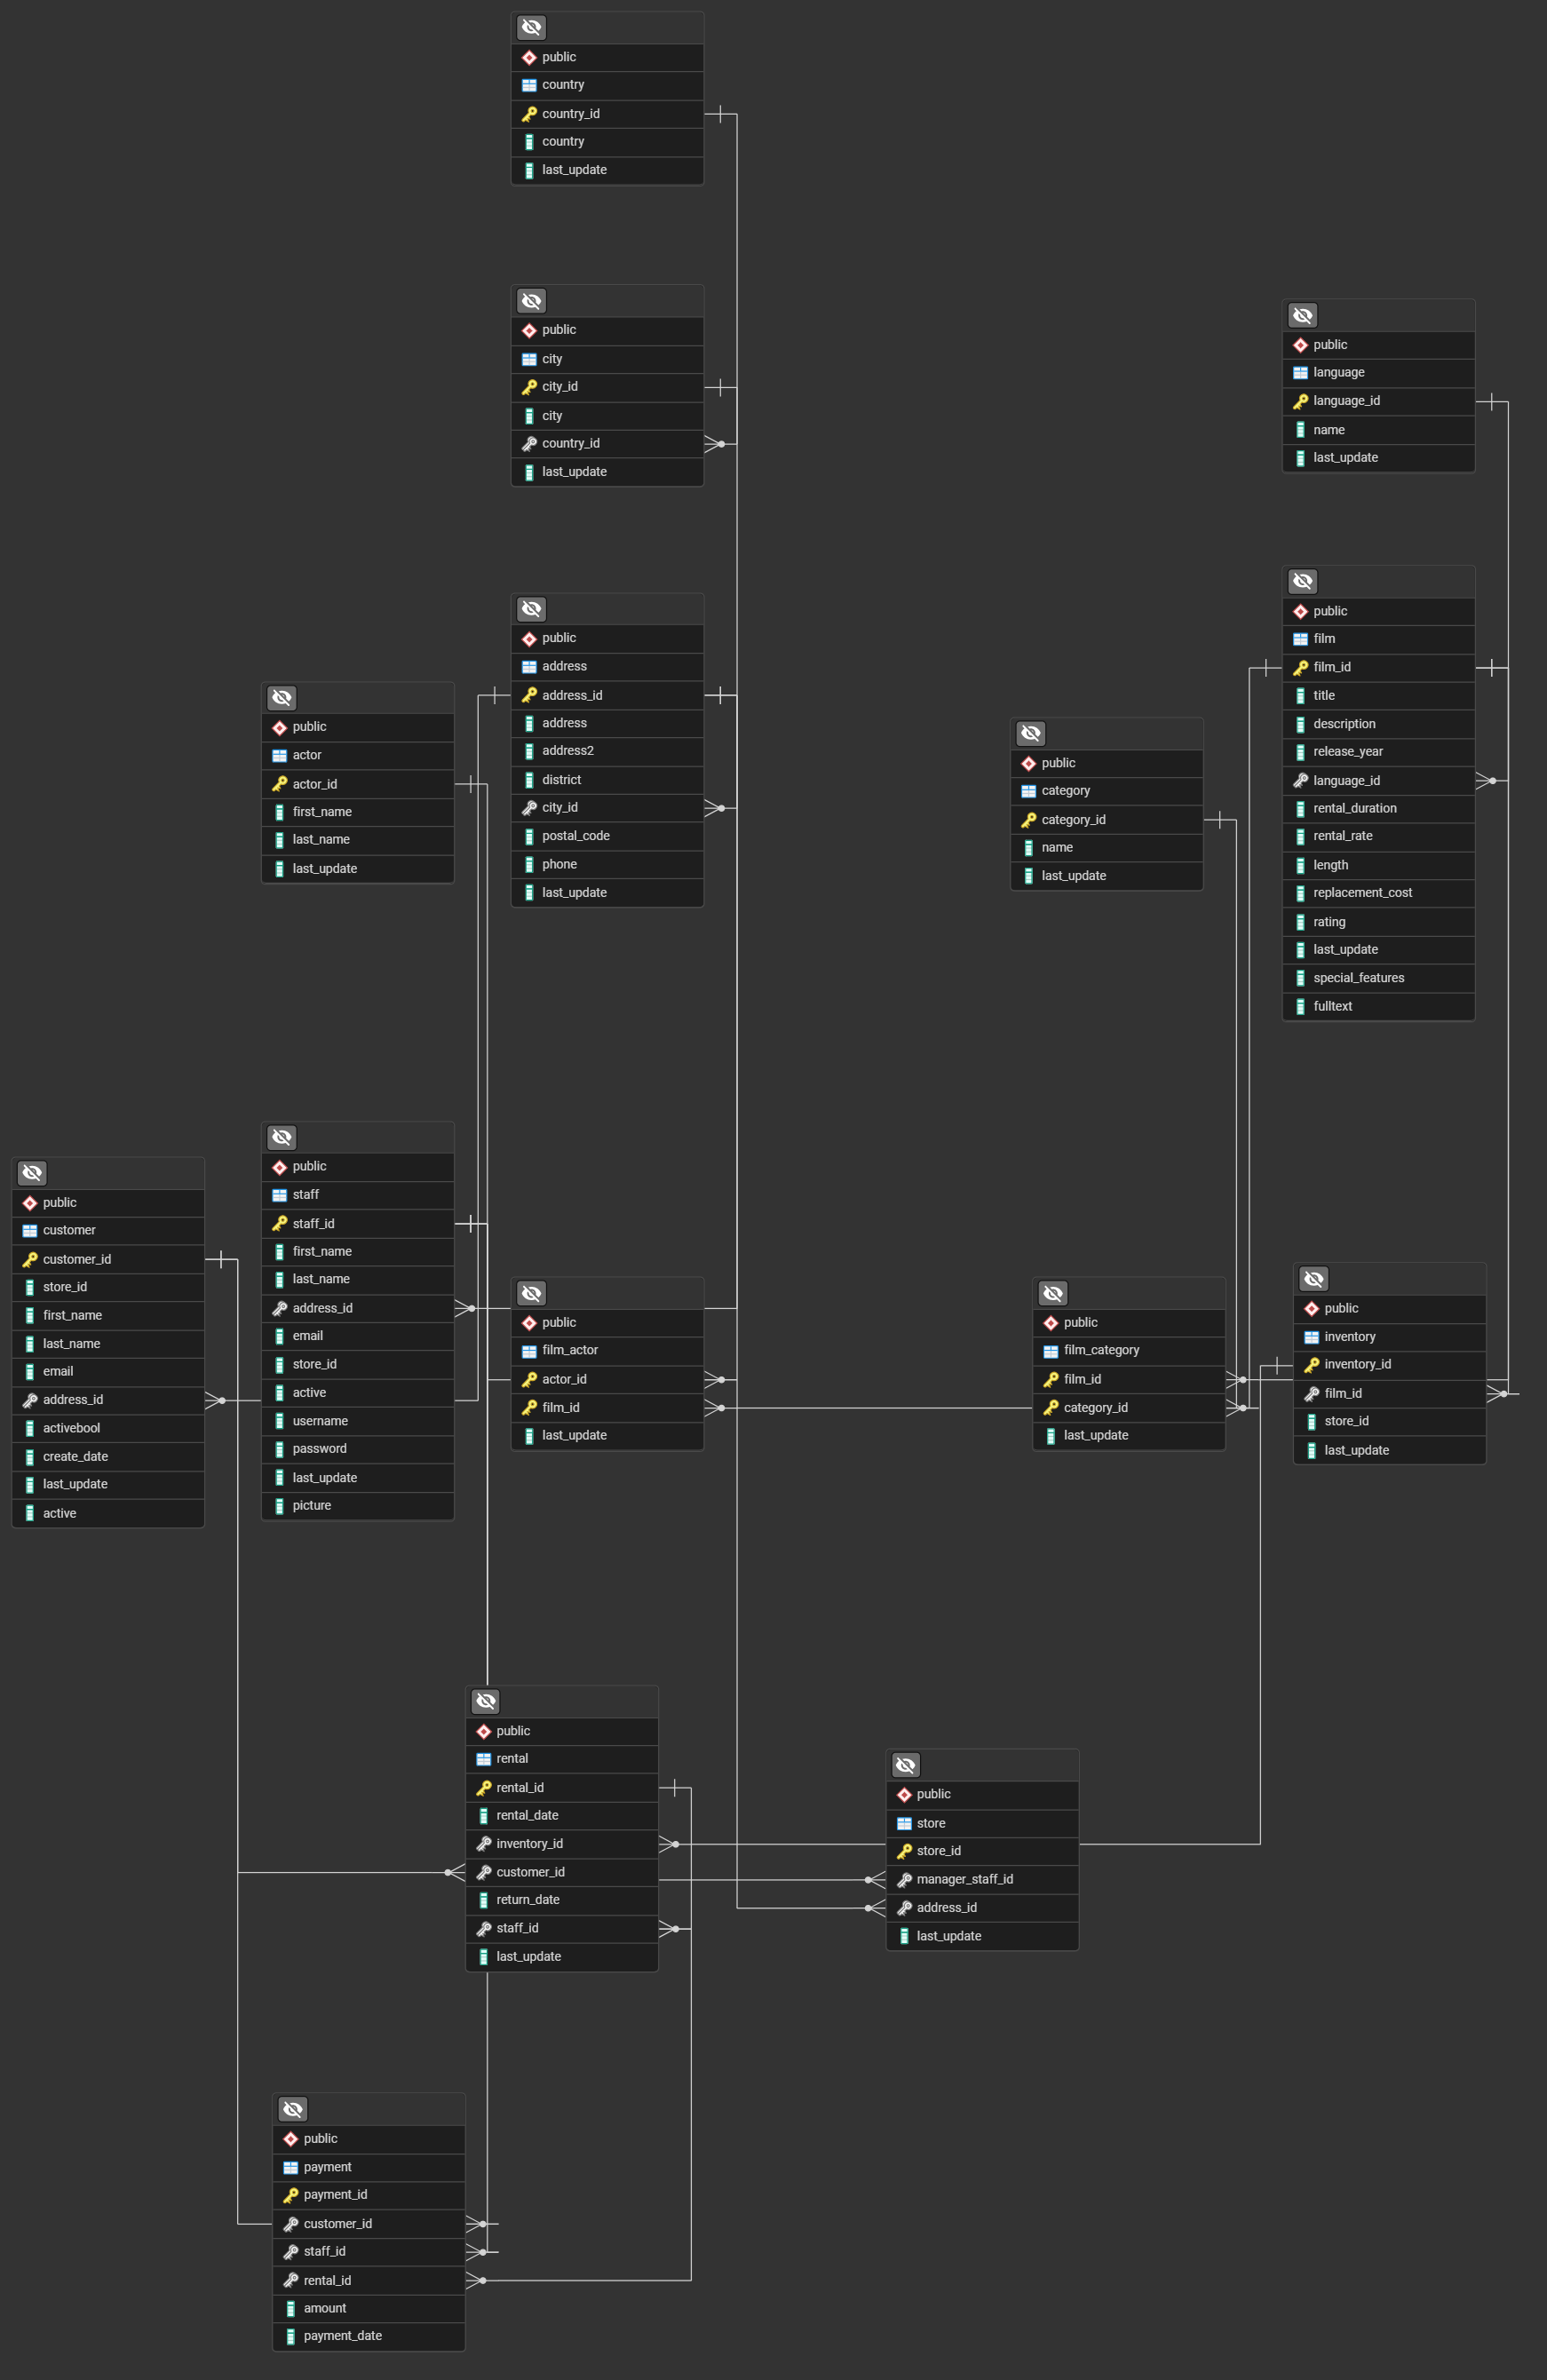 public
country
country_id
country
last_update
public
city
city_id
city
country_id
last_update
public
language
language_id
name
last_update
public
film
film_id
title
description
release_year
language_id
rental_duration
rental_rate
length
replacement_cost
rating
last_update
special_features
fulltext
public
address
address_id
address
address2
district
city_id
postal_code
phone
last_update
public
actor
actor_id
first_name
last_name
last_update
public
category
category_id
name
last_update
public
customer
customer_id
store_id
first_name
last_name
email
address_id
activebool
create_date
last_update
active
public
staff
staff_id
first_name
last_name
address_id
email
store_id
active
username
password
last_update
picture
public
film_actor
actor_id
film_id
last_update
public
film_category
film_id
category_id
last_update
public
inventory
inventory_id
film_id
store_id
last_update
public
rental
rental_id
rental_date
inventory_id
customer_id
return_date
staff_id
last_update
public
store
store_id
manager_staff_id
address_id
last_update
public
payment
payment_id
customer_id
staff_id
rental_id
amount
payment_date